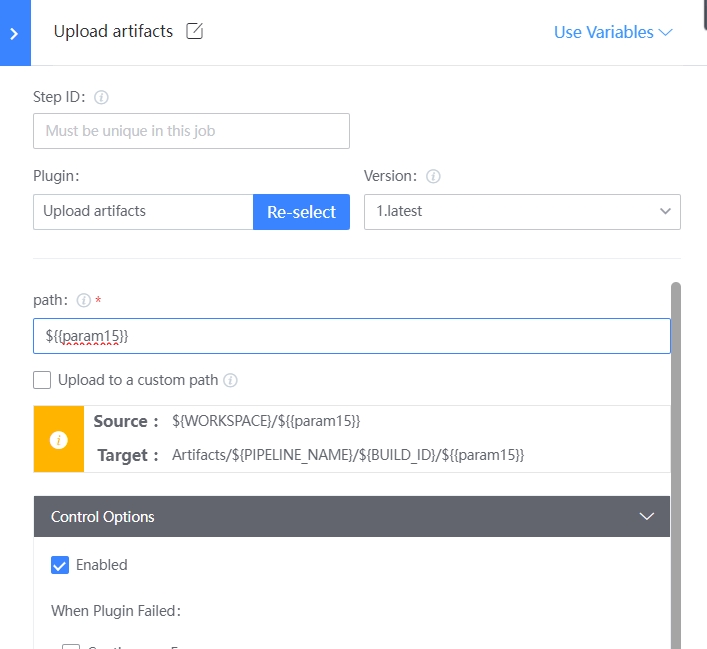 Upload artifacts
Use Variables
Step ID:
Must be unique in this job
Plugin:
Version:
Upload artifacts
Re-select
1.latest
path: *
${{param15}}
Upload to a custom path
Source : ${WORKSPACE}/${{param15}}
Target : Artifacts/${PIPELINE_NAME}/${BUILD_ID}/${{param15}}
Control Options
Enabled
When Plugin Failed: